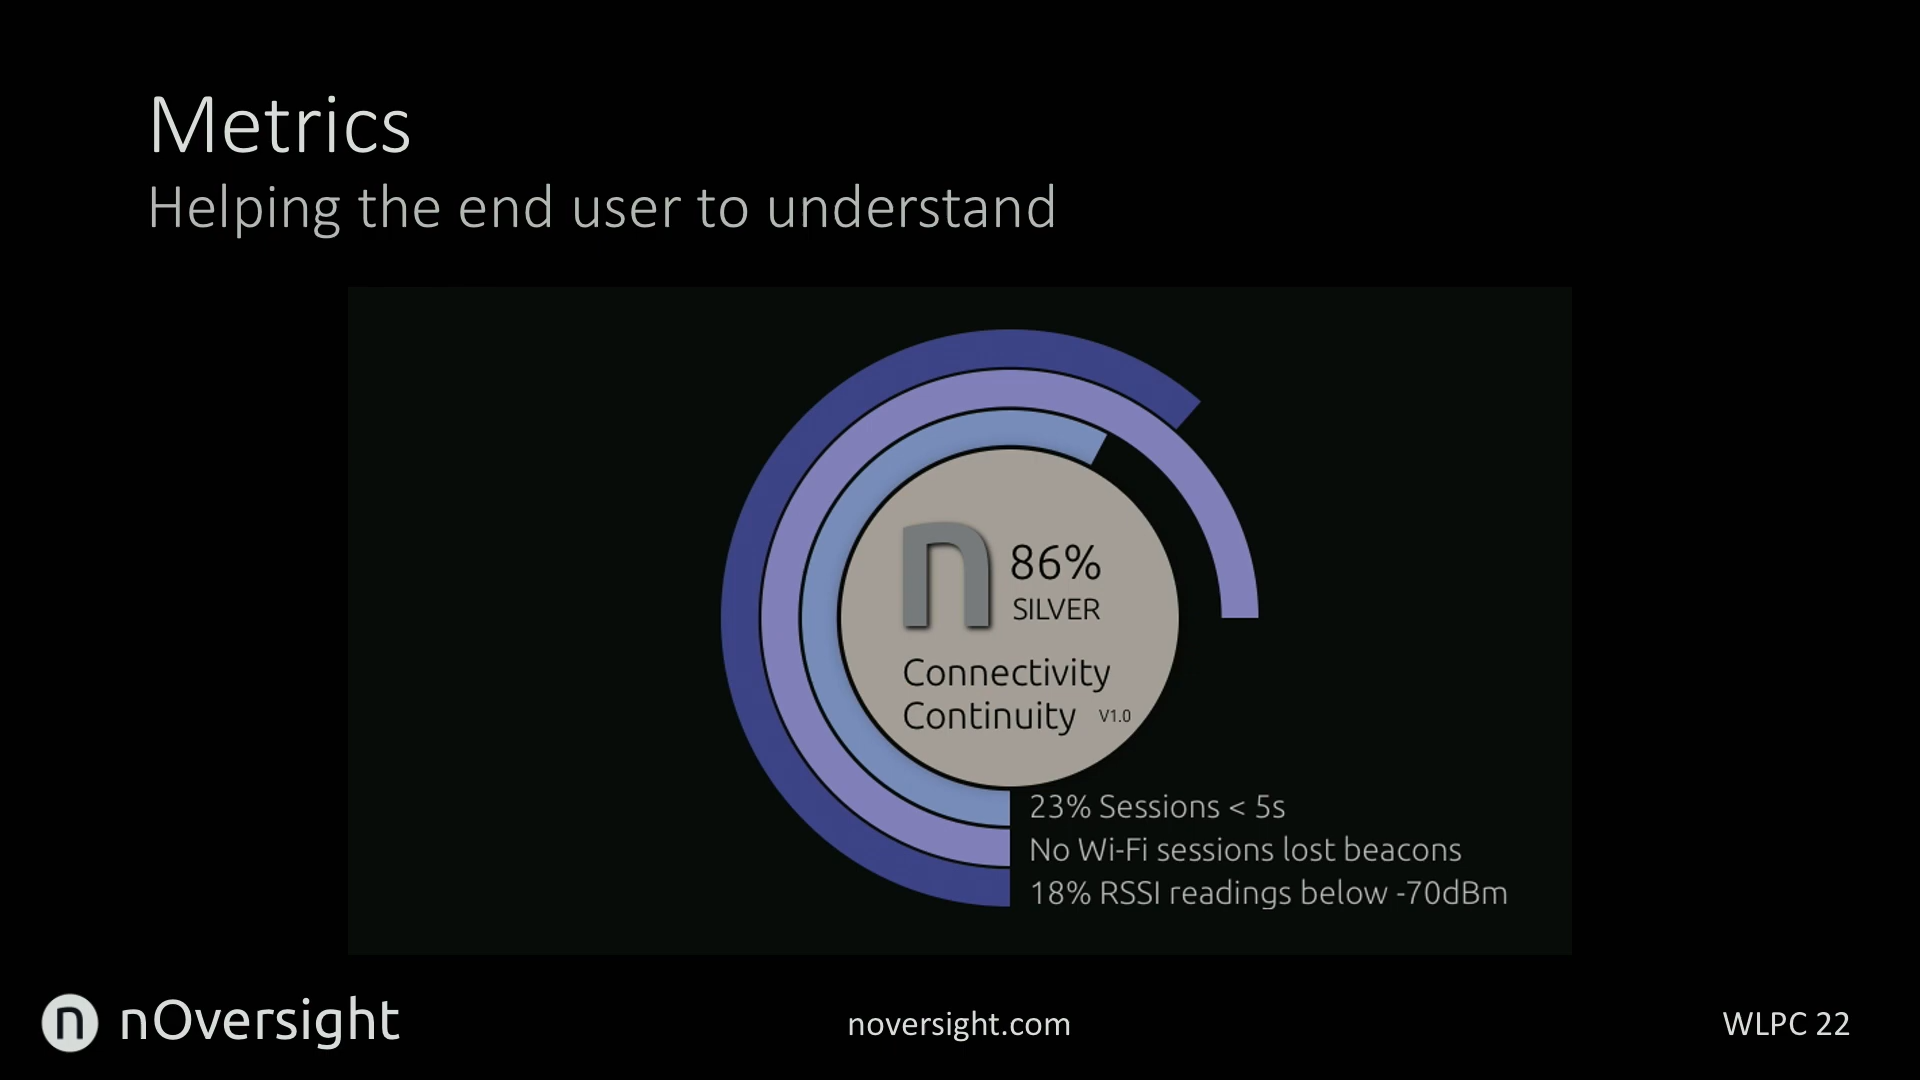 Metrics
Helping the end user to understand
n
86%
SILVER
Connectivity
Continuity V1.0
23% Sessions < 5s
No Wi-Fi sessions lost beacons
18% RSSI readings below -70dBm
n nOversight
noversight.com
WLPC 22